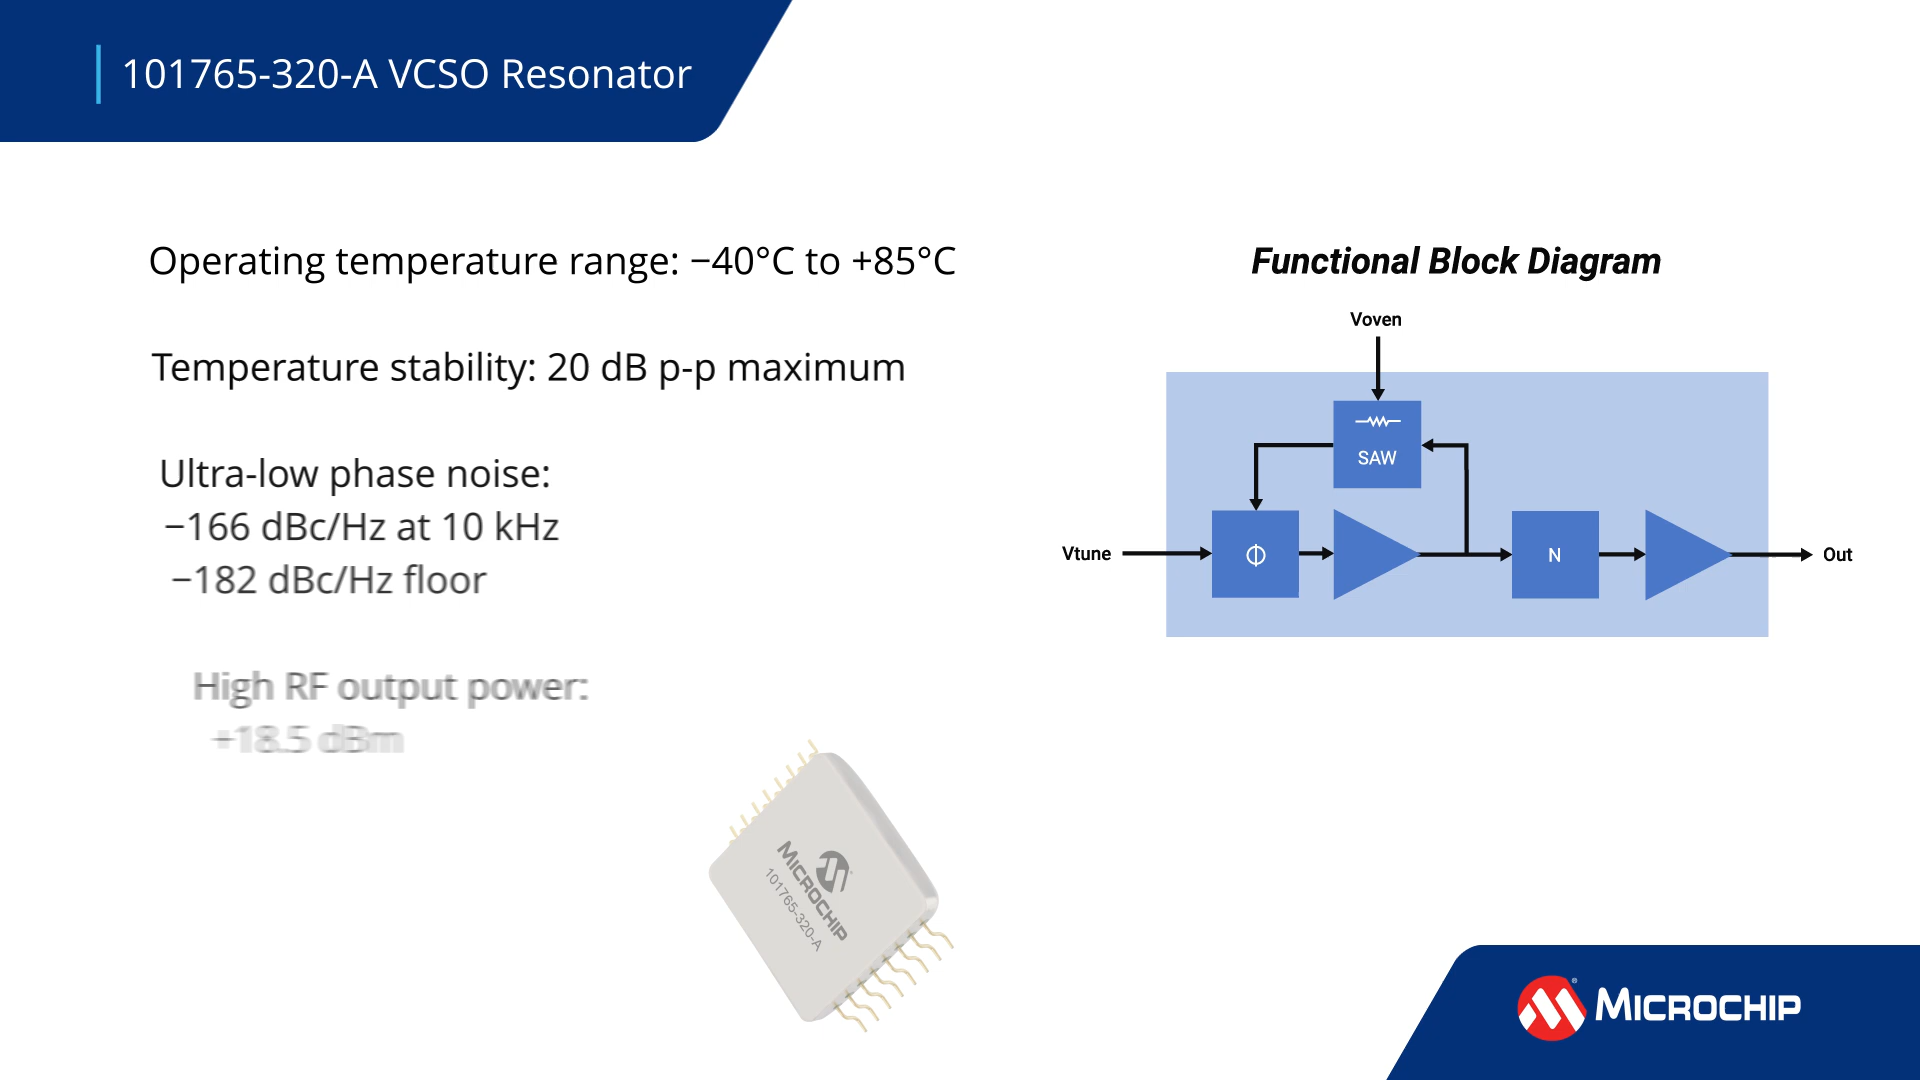 101765-320-A VCSO Resonator
Operating temperature range: −40°C to +85°C
Temperature stability: 20 dB p-p maximum
Ultra-low phase noise:
−166 dBc/Hz at 10 kHz
−182 dBc/Hz floor
High RF output power:
+18.5 dBm
Functional Block Diagram
Voven
SAW
Vtune
Φ
N
Out
MICROCHIP
101765-320-A
MICROCHIP